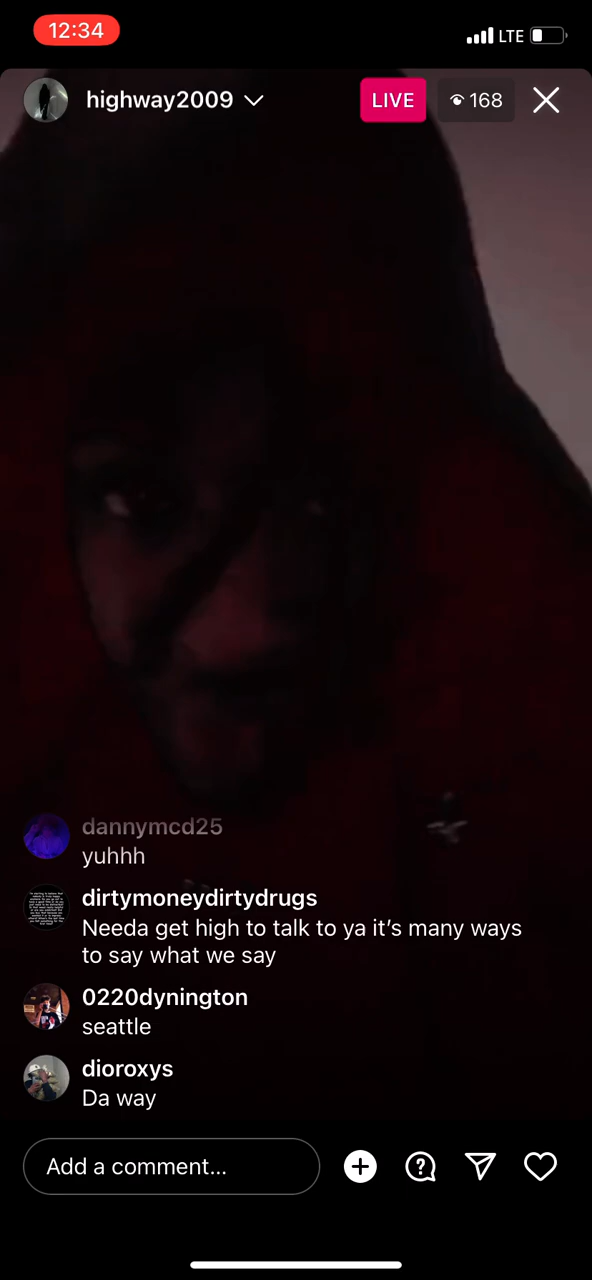 12:34
LTE
highway2009
LIVE
168
dannymcd25
yuhhh
dirtymoneydirtydrugs
Needa get high to talk to ya it’s many ways
to say what we say
0220dynington
seattle
dioroxys
Da way
Add a comment...